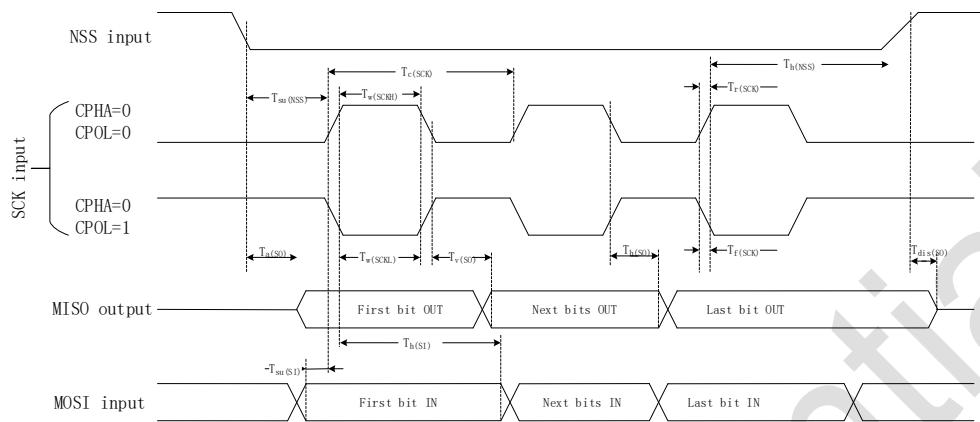 NSS input
Tc(SCK)
Th(NSS)
Tsu(NSS)
Tw(SCKH)
Tr(SCK)
SCK input
CPHA=0
CPOL=0
CPHA=0
CPOL=1
Ta(SO)
Tw(SCKL)
Tv(SO)
Th(SO)
Tf(SCK)
Tdis(SO)
MISO output
First bit OUT
Next bits OUT
Last bit OUT
Th(SI)
Tsu(SI)
MOSI input
First bit IN
Next bits IN
Last bit IN